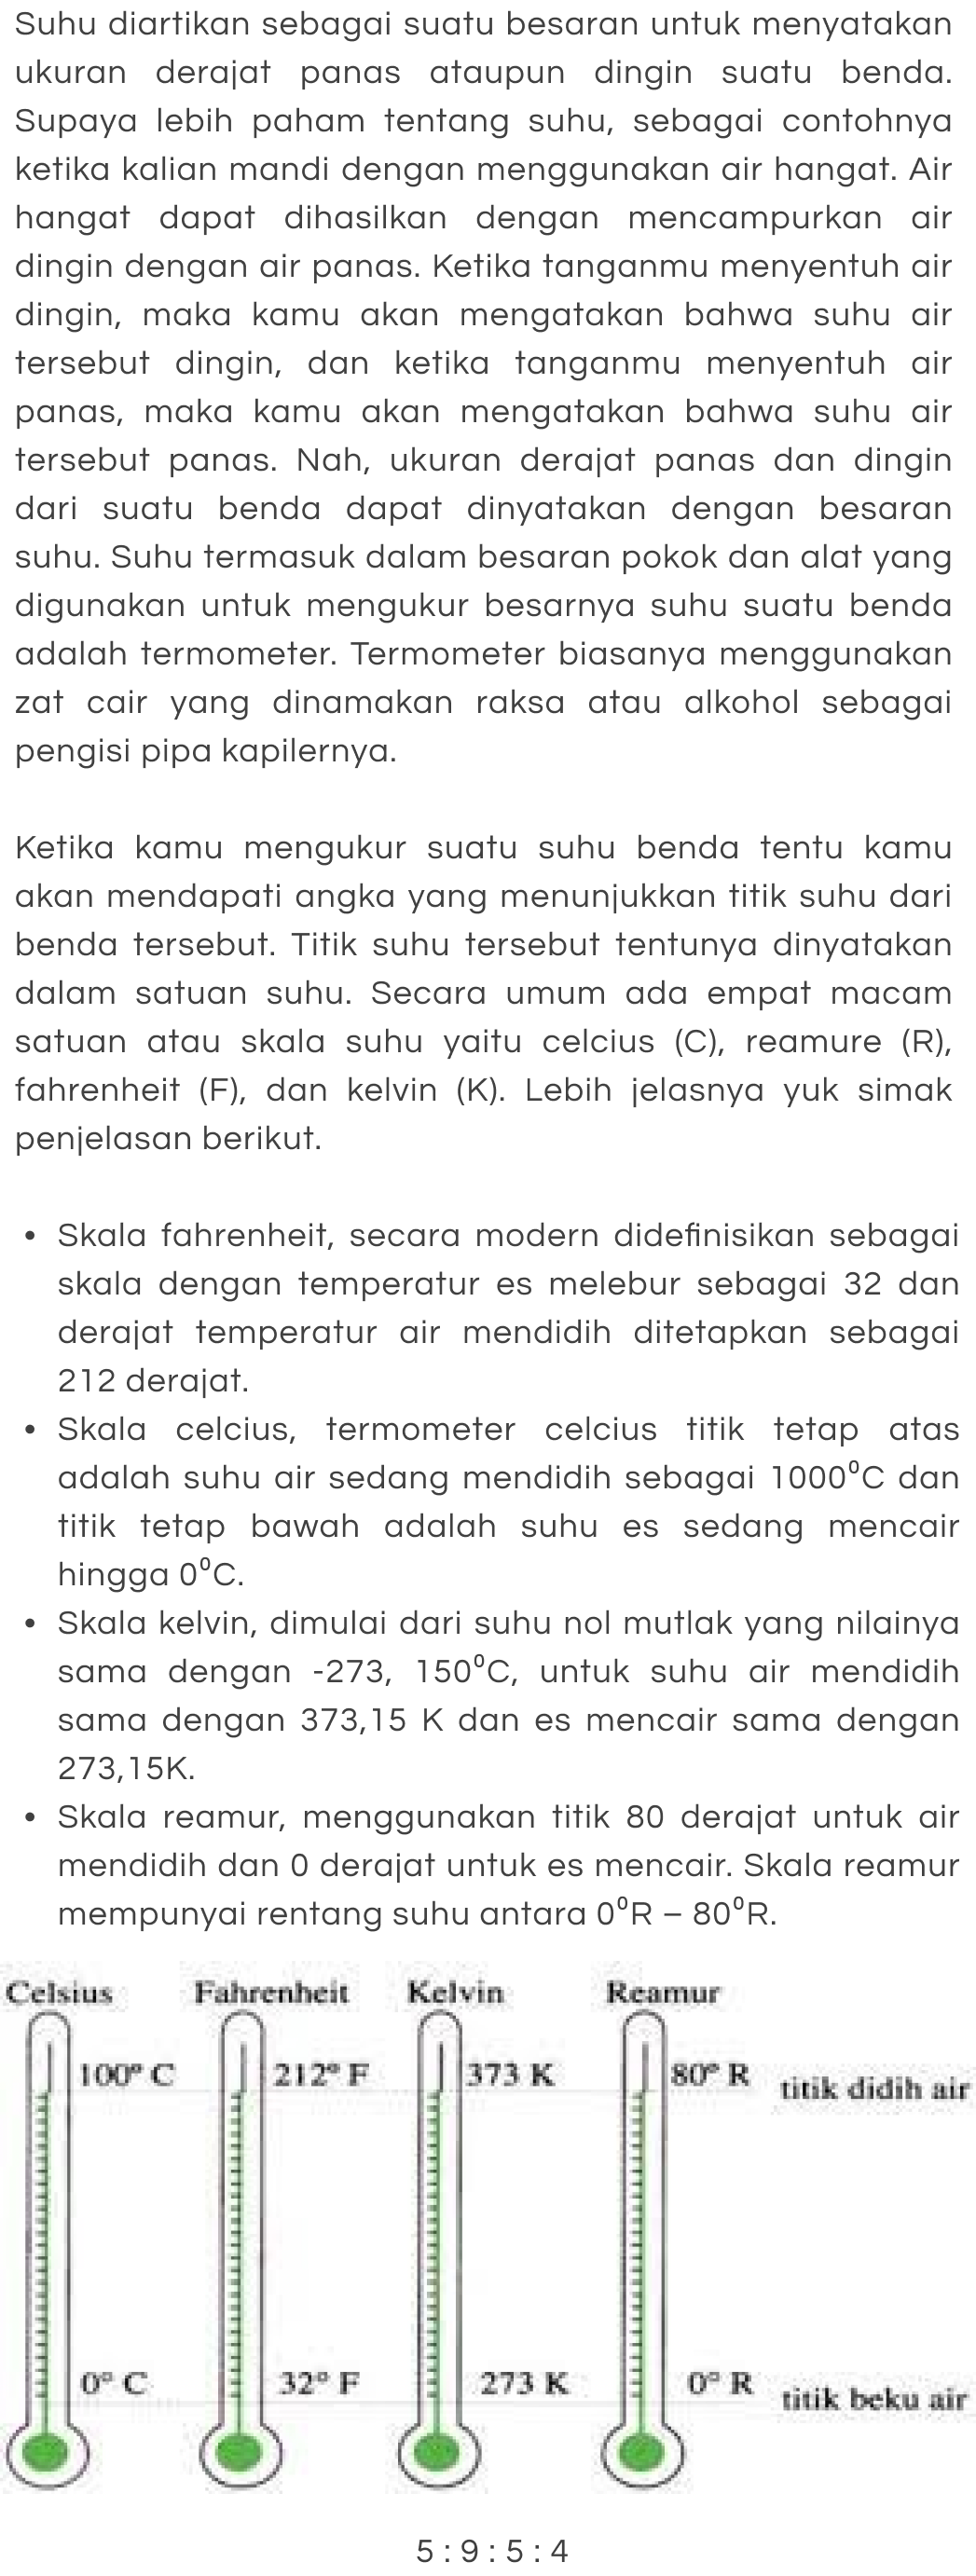 Suhu diartikan sebagai suatu besaran untuk menyatakan
ukuran derajat panas ataupun dingin suatu benda.
Supaya lebih paham tentang suhu, sebagai contohnya
ketika kalian mandi dengan menggunakan air hangat. Air
hangat dapat dihasilkan dengan mencampurkan air
dingin dengan air panas. Ketika tanganmu menyentuh air
dingin, maka kamu akan mengatakan bahwa suhu air
tersebut dingin, dan ketika tanganmu menyentuh air
panas, maka kamu akan mengatakan bahwa suhu air
tersebut panas. Nah, ukuran derajat panas dan dingin
dari suatu benda dapat dinyatakan dengan besaran
suhu. Suhu termasuk dalam besaran pokok dan alat yang
digunakan untuk mengukur besarnya suhu suatu benda
adalah termometer. Termometer biasanya menggunakan
zat cair yang dinamakan raksa atau alkohol sebagai
pengisi pipa kapilernya.
Ketika kamu mengukur suatu suhu benda tentu kamu
akan mendapati angka yang menunjukkan titik suhu dari
benda tersebut. Titik suhu tersebut tentunya dinyatakan
dalam satuan suhu. Secara umum ada empat macam
satuan atau skala suhu yaitu celcius (C), reamure (R),
fahrenheit (F), dan kelvin (K). Lebih jelasnya yuk simak
penjelasan berikut.
• Skala fahrenheit, secara modern didefinisikan sebagai
skala dengan temperatur es melebur sebagai 32 dan
derajat temperatur air mendidih ditetapkan sebagai
212 derajat.
• Skala celcius, termometer celcius titik tetap atas
adalah suhu air sedang mendidih sebagai 1000⁰C dan
titik tetap bawah adalah suhu es sedang mencair
hingga 0⁰C.
• Skala kelvin, dimulai dari suhu nol mutlak yang nilainya
sama dengan -273, 150⁰C, untuk suhu air mendidih
sama dengan 373,15 K dan es mencair sama dengan
273,15K.
• Skala reamur, menggunakan titik 80 derajat untuk air
mendidih dan 0 derajat untuk es mencair. Skala reamur
mempunyai rentang suhu antara 0⁰R – 80⁰R.
Celsius Fahrenheit Kelvin Reamur
100° C 212° F 373 K 80° R titik didih air
0° C 32° F 273 K 0° R titik beku air
5 : 9 : 5 : 4